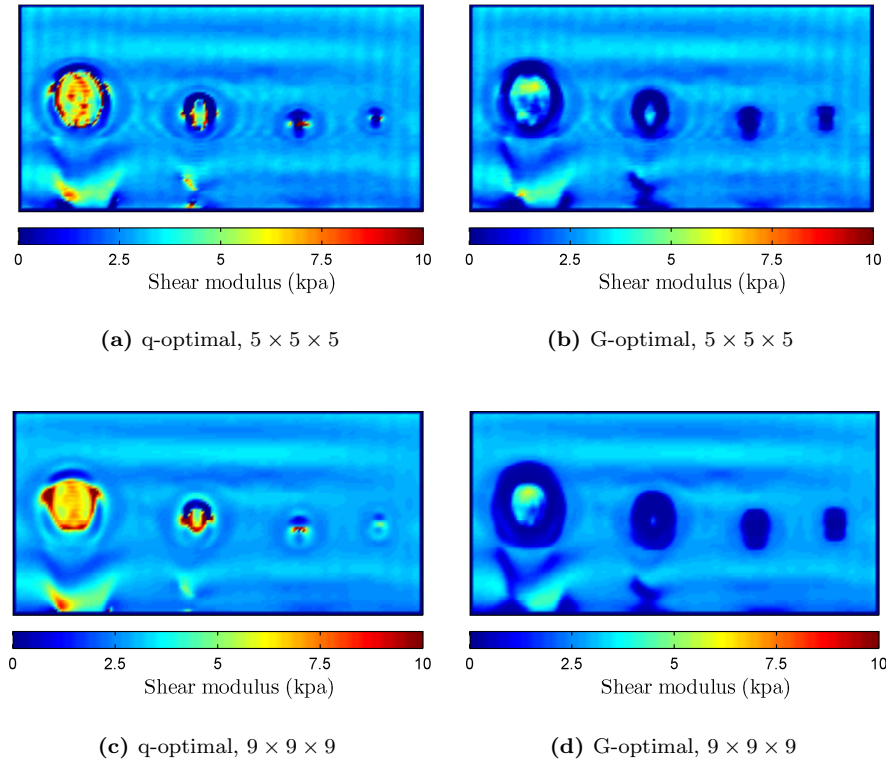 0 2.5 5 7.5 10
Shear modulus (kpa)
(a) q-optimal, 5 × 5 × 5
0 2.5 5 7.5 10
Shear modulus (kpa)
(b) G-optimal, 5 × 5 × 5
0 2.5 5 7.5 10
Shear modulus (kpa)
(c) q-optimal, 9 × 9 × 9
0 2.5 5 7.5 10
Shear modulus (kpa)
(d) G-optimal, 9 × 9 × 9